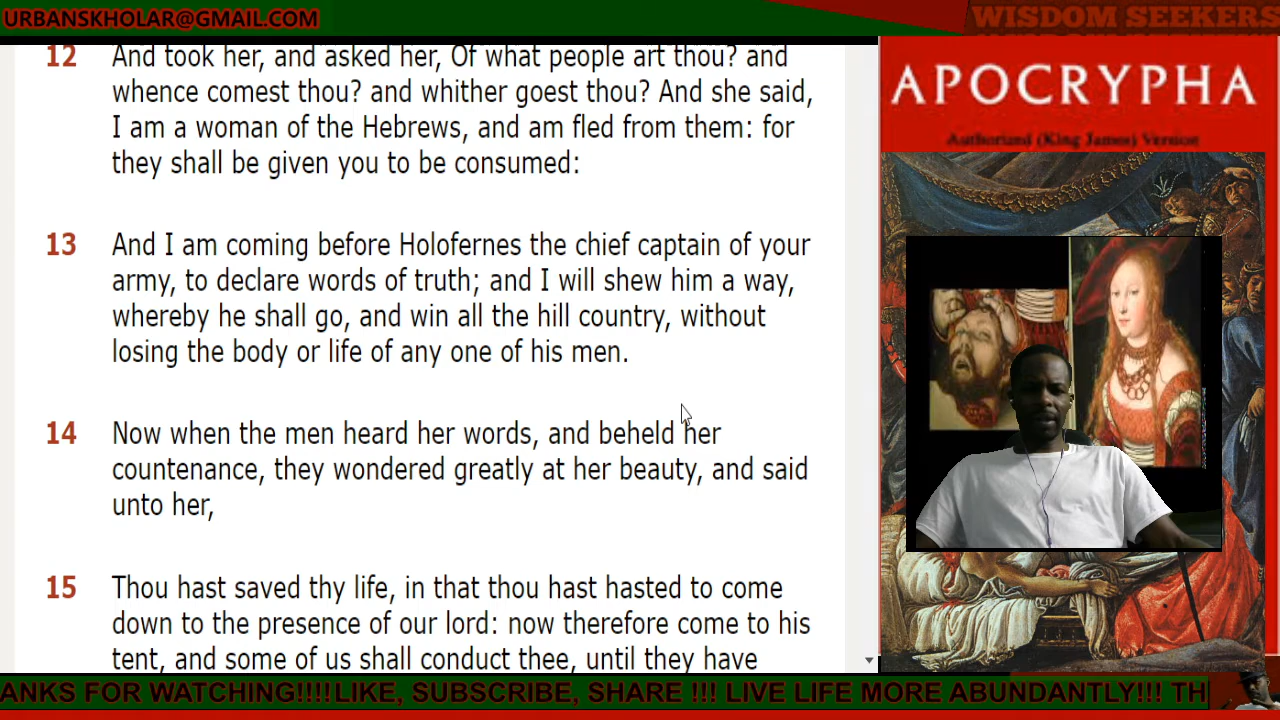 URBANSKHOLAR@GMAIL.COM
WISDOM SEEKERS
12 And took her, and asked her, Of what people art thou? and
whence comest thou? and whither goest thou? And she said,
I am a woman of the Hebrews, and am fled from them: for
they shall be given you to be consumed:
13 And I am coming before Holofernes the chief captain of your
army, to declare words of truth; and I will shew him a way,
whereby he shall go, and win all the hill country, without
losing the body or life of any one of his men.
14 Now when the men heard her words, and beheld her
countenance, they wondered greatly at her beauty, and said
unto her,
15 Thou hast saved thy life, in that thou hast hasted to come
down to the presence of our lord: now therefore come to his
tent, and some of us shall conduct thee, until they have
APOCRYPHA
Authorized (King James) Version
ANKS FOR WATCHING!!!!LIKE, SUBSCRIBE, SHARE !!! LIVE LIFE MORE ABUNDANTLY!!! TH